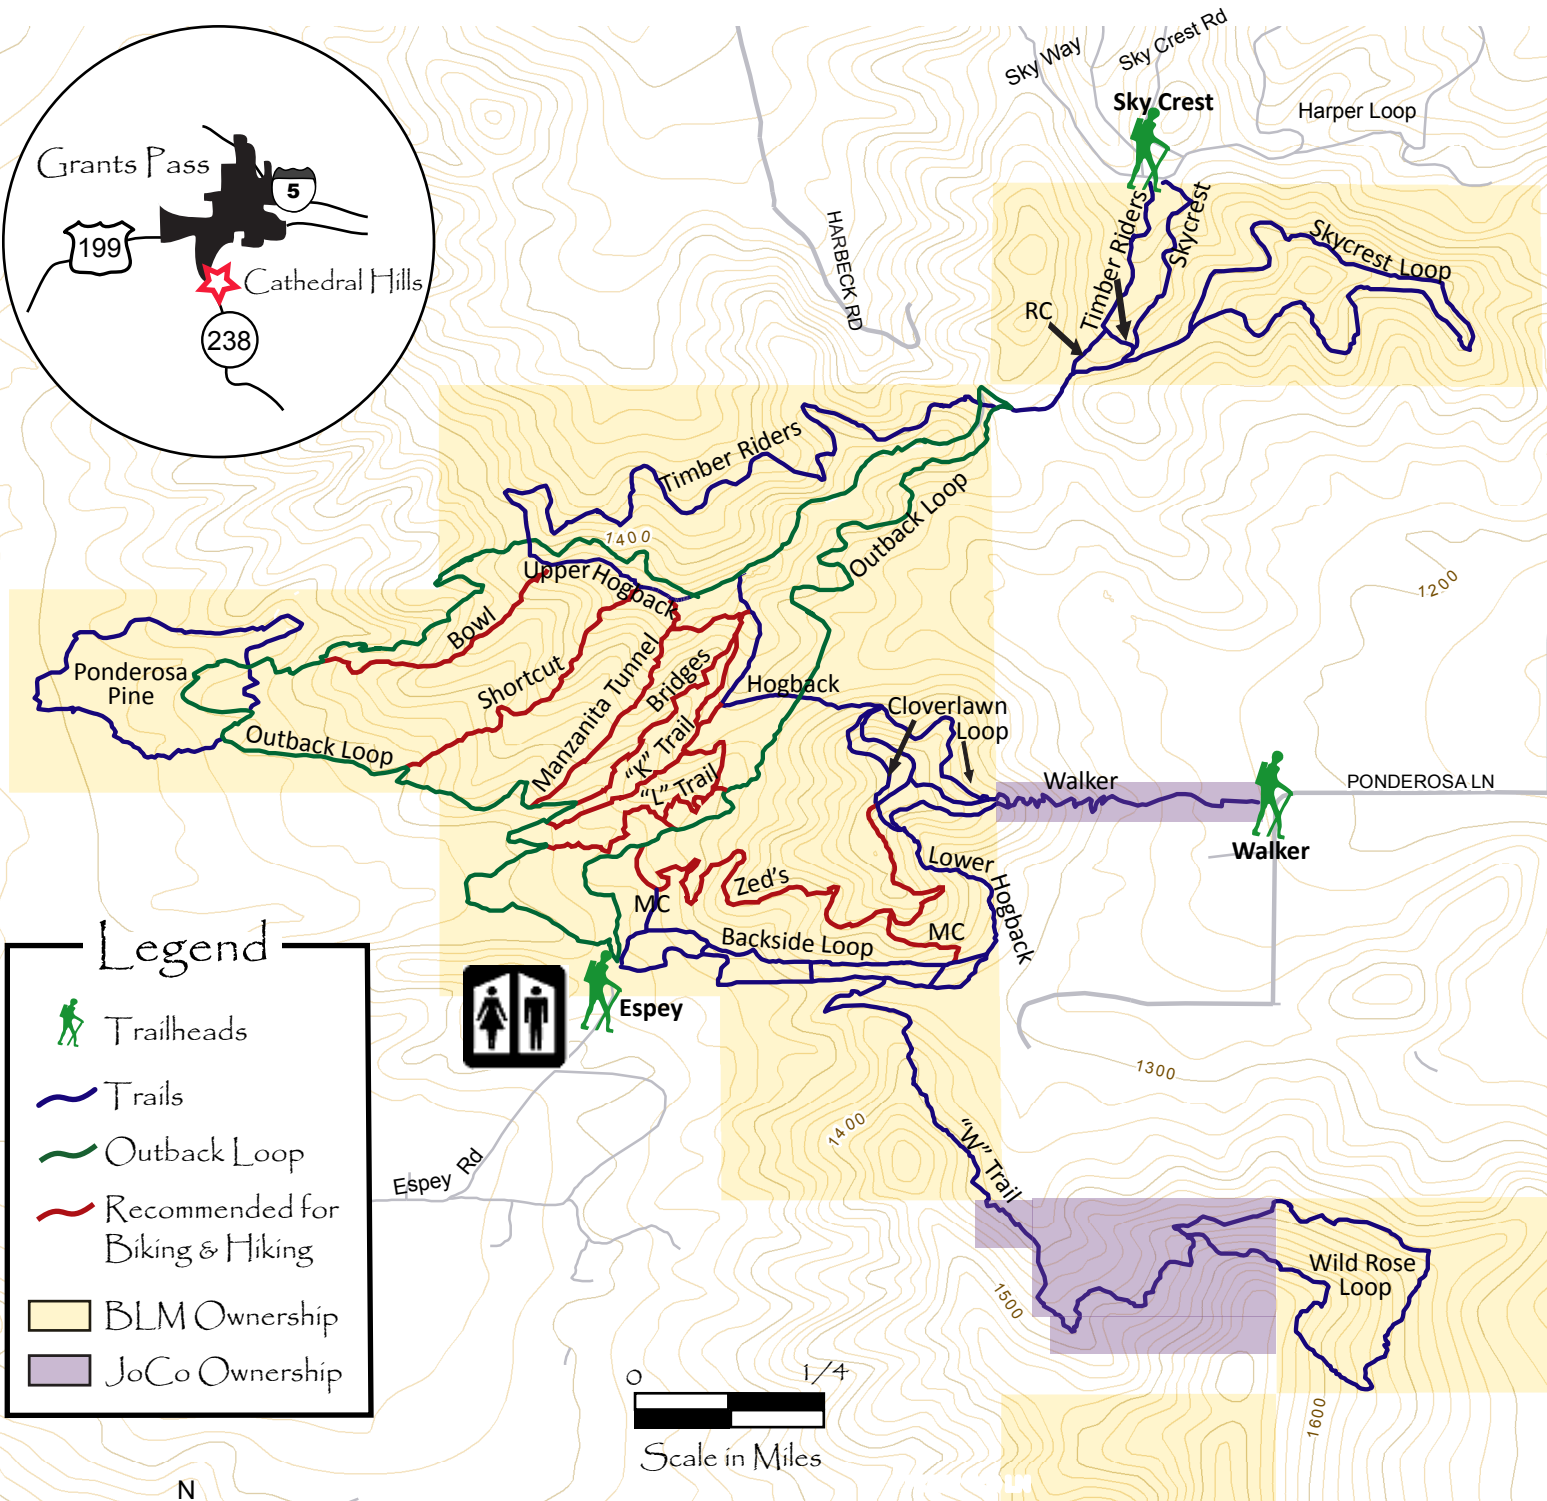 Sky Way
Sky Crest Rd
Sky Crest
Harper Loop
Grants Pass
5
199
Cathedral Hills
238
HARBECK RD
Timber Riders
Skycrest
Skycrest Loop
RC
Timber Riders
Outback Loop
1400
1200
Upper Hogback
Bowl
Shortcut
Manzanita Tunnel
Bridges
"K" Trail
"L" Trail
Ponderosa
Pine
Outback Loop
Hogback
Cloverlawn
Loop
Walker
PONDEROSA LN
Walker
Lower Hogback
Zed's
MC
MC
Backside Loop
Espey
Legend
Trailheads
Trails
Outback Loop
Recommended for
Biking & Hiking
BLM Ownership
JoCo Ownership
Espey Rd
1300
1400
"W" Trail
1500
Wild Rose
Loop
1600
0
1/4
Scale in Miles
N